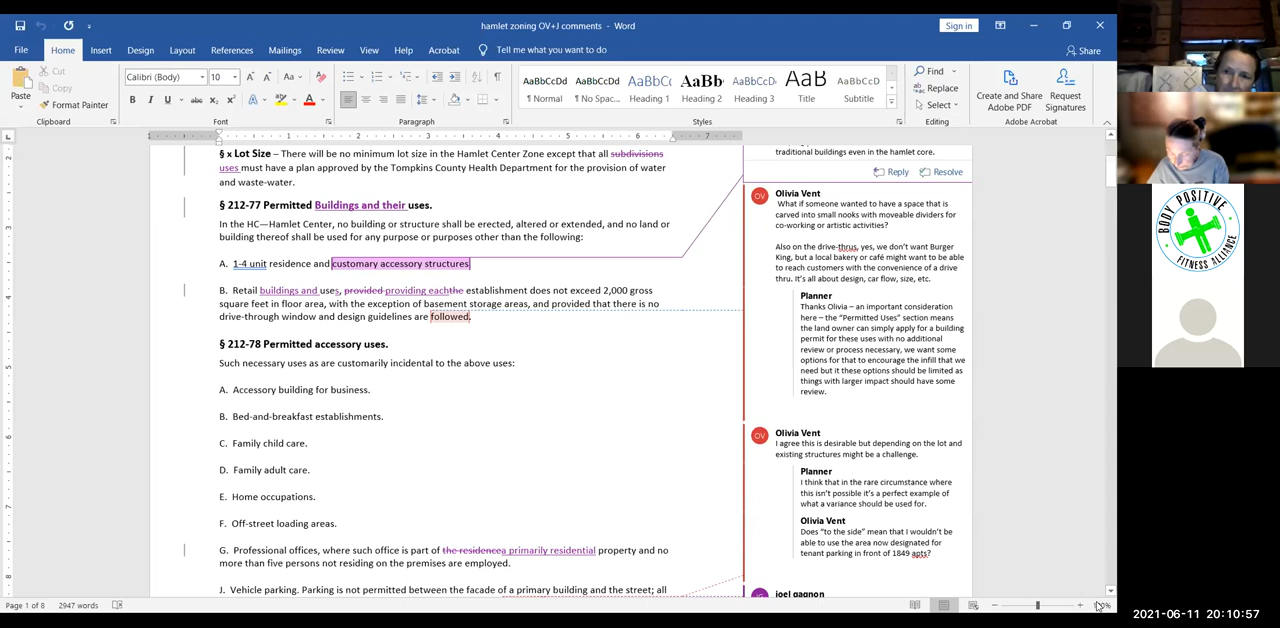 hamlet zoning OV+J comments - Word
Sign in
File Home Insert Design Layout References Mailings Review View Help Acrobat Tell me what you want to do
Share
Paste
Cut
Copy
Format Painter
Clipboard
Calibri (Body) 10
Font
Paragraph
AaBbCcDd ¶ Normal
AaBbCcDd ¶ No Spac...
AaBbCc Heading 1
AaBb Heading 2
AaBbCcD Heading 3
AaB Title
AaBbCcD Subtitle
Styles
Find
Replace
Select
Editing
Create and Share Adobe PDF
Request Signatures
Adobe Acrobat
§ x Lot Size – There will be no minimum lot size in the Hamlet Center Zone except that all subdivisions
uses must have a plan approved by the Tompkins County Health Department for the provision of water
and waste-water.
§ 212-77 Permitted Buildings and their uses.
In the HC—Hamlet Center, no building or structure shall be erected, altered or extended, and no land or
building thereof shall be used for any purpose or purposes other than the following:
A. 1-4 unit residence and customary accessory structures
B. Retail buildings and uses, provided providing eachthe establishment does not exceed 2,000 gross
square feet in floor area, with the exception of basement storage areas, and provided that there is no
drive-through window and design guidelines are followed.
§ 212-78 Permitted accessory uses.
Such necessary uses as are customarily incidental to the above uses:
A. Accessory building for business.
B. Bed-and-breakfast establishments.
C. Family child care.
D. Family adult care.
E. Home occupations.
F. Off-street loading areas.
G. Professional offices, where such office is part of the residencea primarily residential property and no
more than five persons not residing on the premises are employed.
J. Vehicle parking. Parking is not permitted between the facade of a primary building and the street; all
traditional buildings even in the hamlet core.
Reply Resolve
OV Olivia Vent
What if someone wanted to have a space that is
carved into small nooks with moveable dividers for
co-working or artistic activities?
Also on the drive-thrus, yes, we don't want Burger
King, but a local bakery or café might want to be able
to reach customers with the convenience of a drive
thru. It's all about design, car flow, size, etc.
Planner
Thanks Olivia – an important consideration
here – the "Permitted Uses" section means
the land owner can simply apply for a building
permit for these uses with no additional
review or process necessary, we want some
options for that to encourage the infill that we
need but it these options should be limited as
things with larger impact should have some
review.
OV Olivia Vent
I agree this is desirable but depending on the lot and
existing structures might be a challenge.
Planner
I think that in the rare circumstance where
this isn't possible it's a perfect example of
what a variance should be used for.
Olivia Vent
Does "to the side" mean that I wouldn't be
able to use the area now designated for
tenant parking in front of 1849 apts?
joel gagnon
Page 1 of 8 2947 words
BODY POSITIVE
FITNESS ALLIANCE
2021-06-11 20:10:57